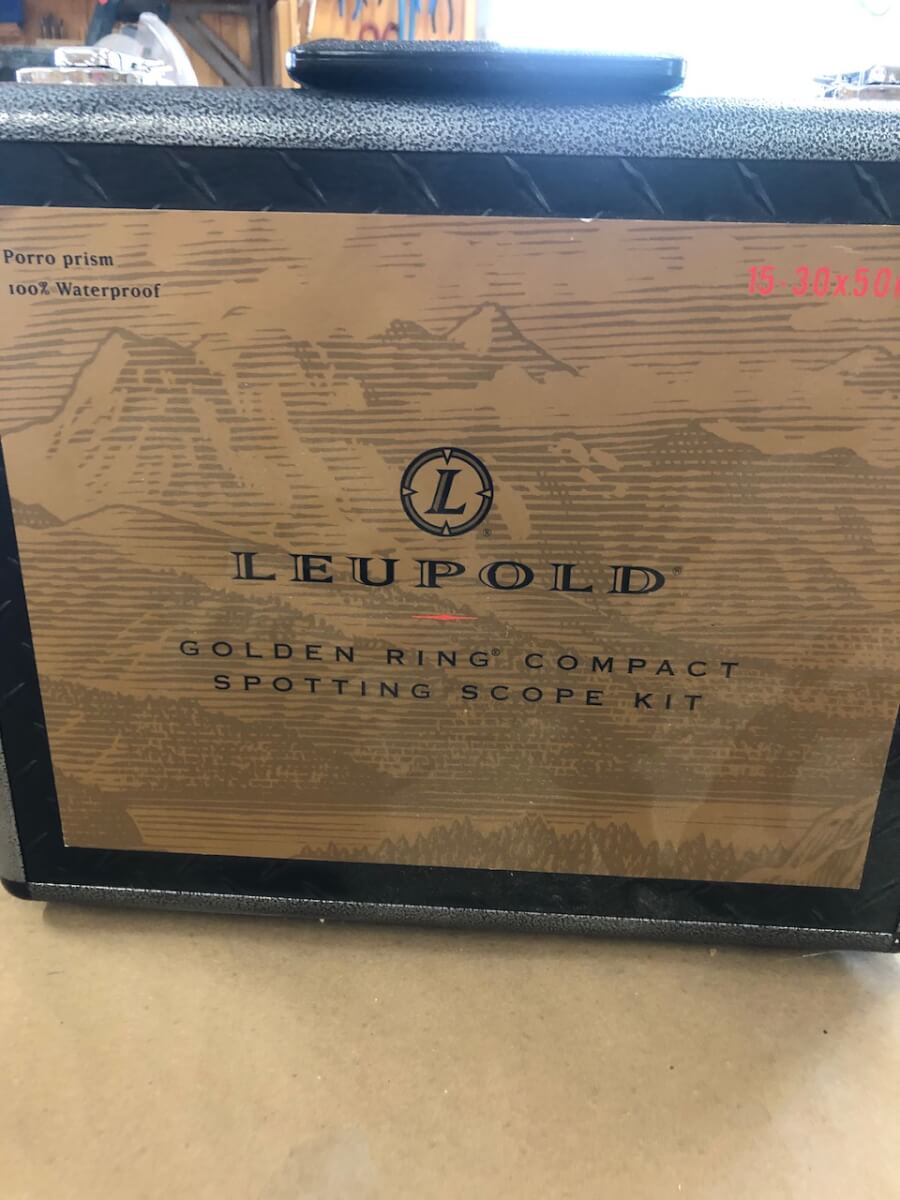 Porro prism
100% Waterproof
15-30x50
L
®
LEUPOLD®
GOLDEN RING® COMPACT
SPOTTING SCOPE KIT